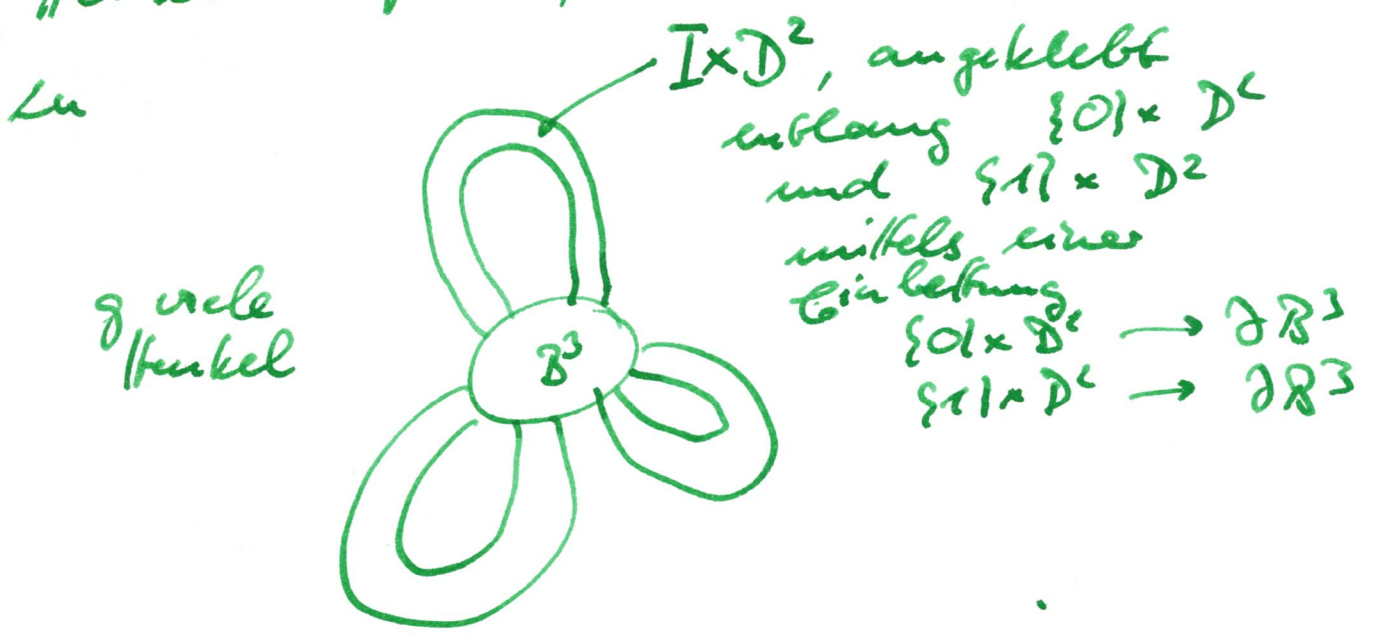 I×D², angeklebt
zu
entlang {0}× D²
und {1} × D²
mittels einer
Einbettung
{0}× D² → ∂B³
{1}× D² → ∂B³
g viele
Henkel
B³